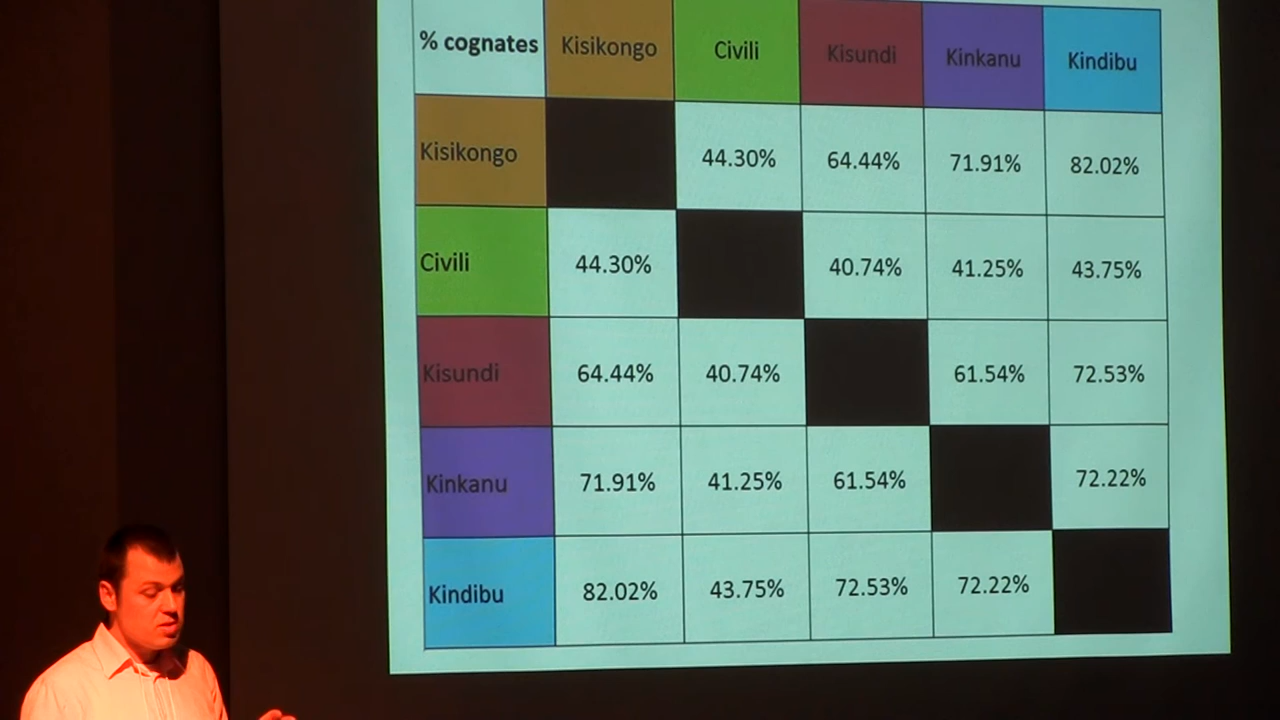 % cognates Kisikongo Civili Kisundi Kinkanu Kindibu
Kisikongo 44.30% 64.44% 71.91% 82.02%
Civili 44.30% 40.74% 41.25% 43.75%
Kisundi 64.44% 40.74% 61.54% 72.53%
Kinkanu 71.91% 41.25% 61.54% 72.22%
Kindibu 82.02% 43.75% 72.53% 72.22%